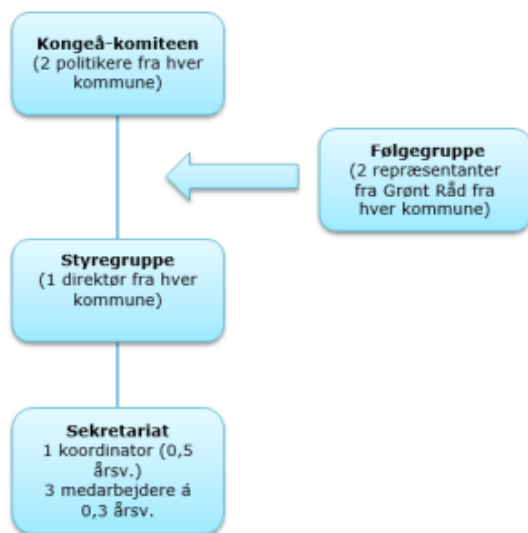 Kongeå-komiteen
(2 politikere fra hver
kommune)
Følgegruppe
(2 repræsentanter
fra Grønt Råd fra
hver kommune)
Styregruppe
(1 direktør fra hver
kommune)
Sekretariat
1 koordinator (0,5
årsv.)
3 medarbejdere á
0,3 årsv.